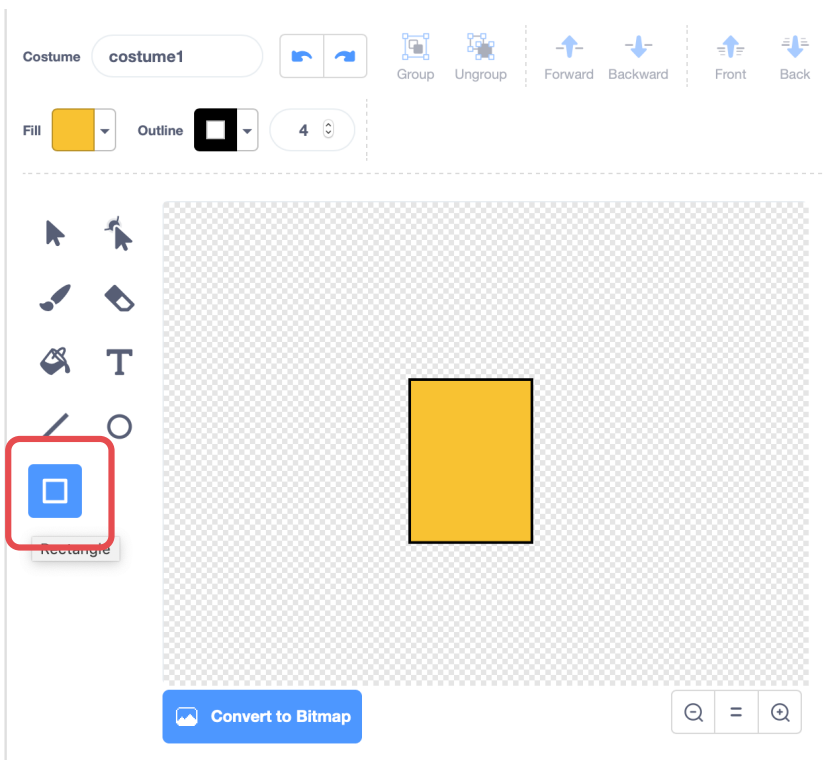 Costume costume1
Group Ungroup Forward Backward Front Back
Fill Outline 4
T
Rectangle
Convert to Bitmap